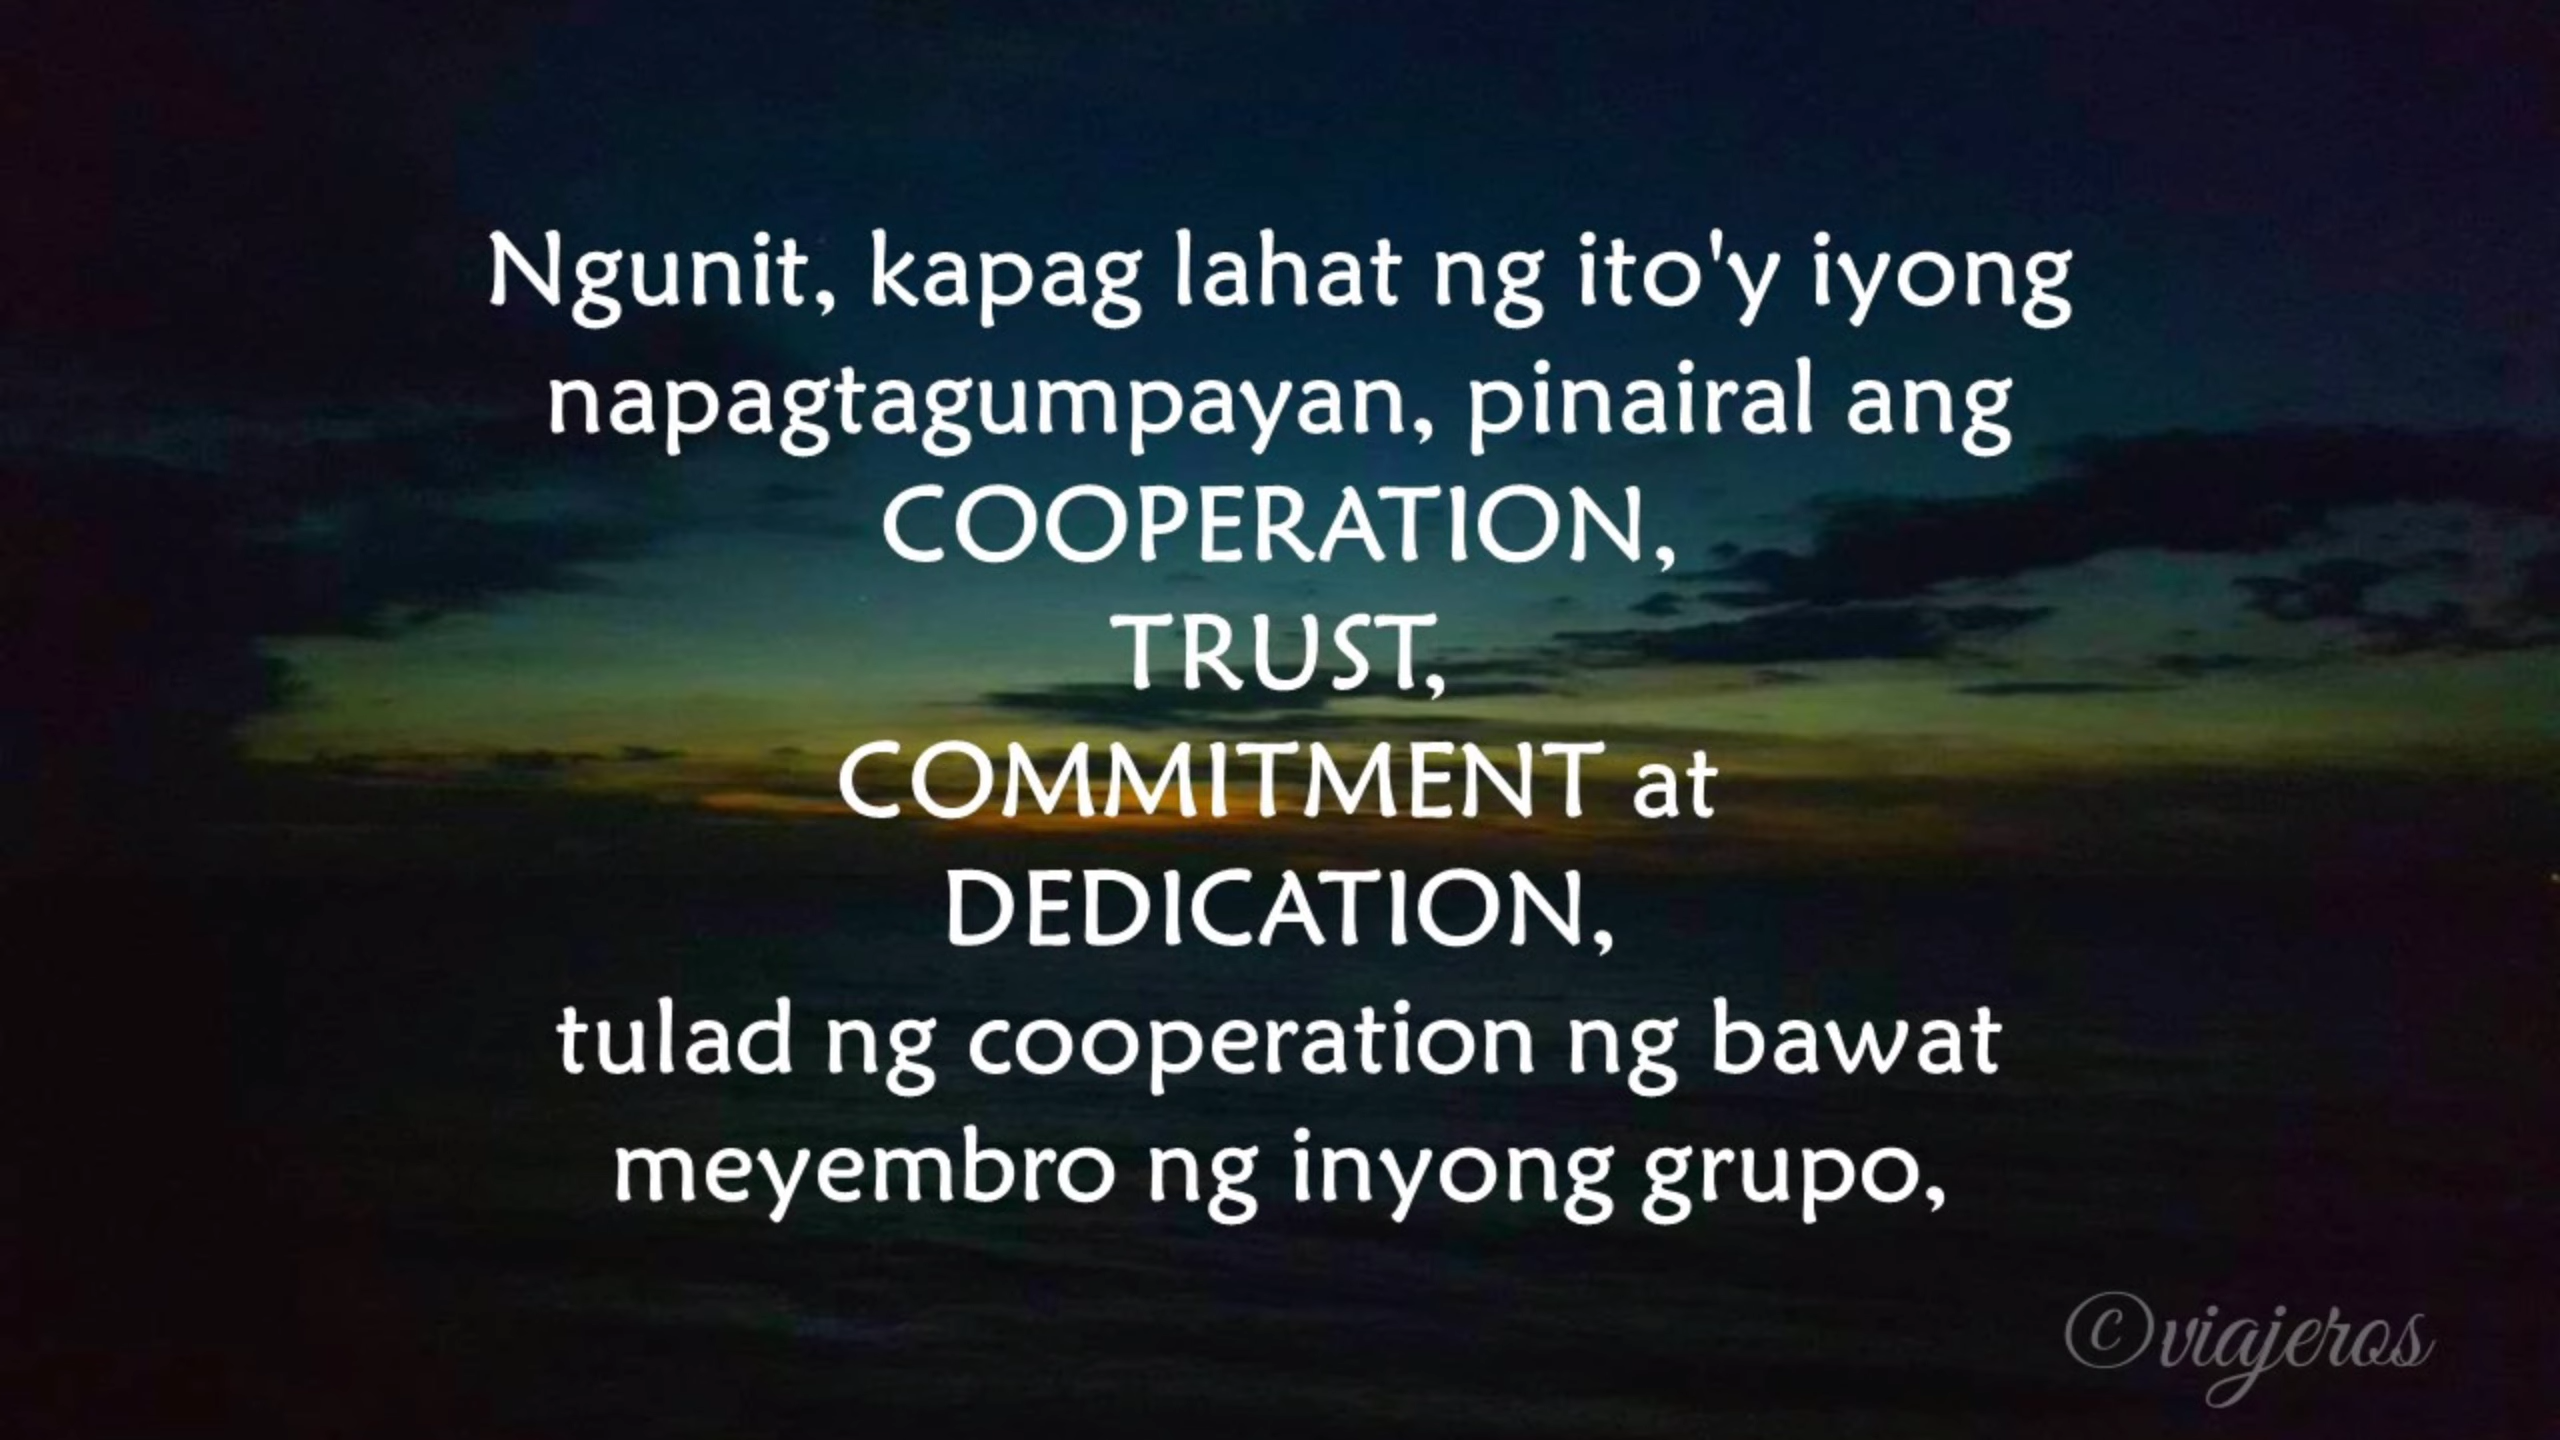 Ngunit, kapag lahat ng ito'y iyong
napagtagumpayan, pinairal ang
COOPERATION,
TRUST,
COMMITMENT at
DEDICATION,
tulad ng cooperation ng bawat
meyembro ng inyong grupo,
©viajeros